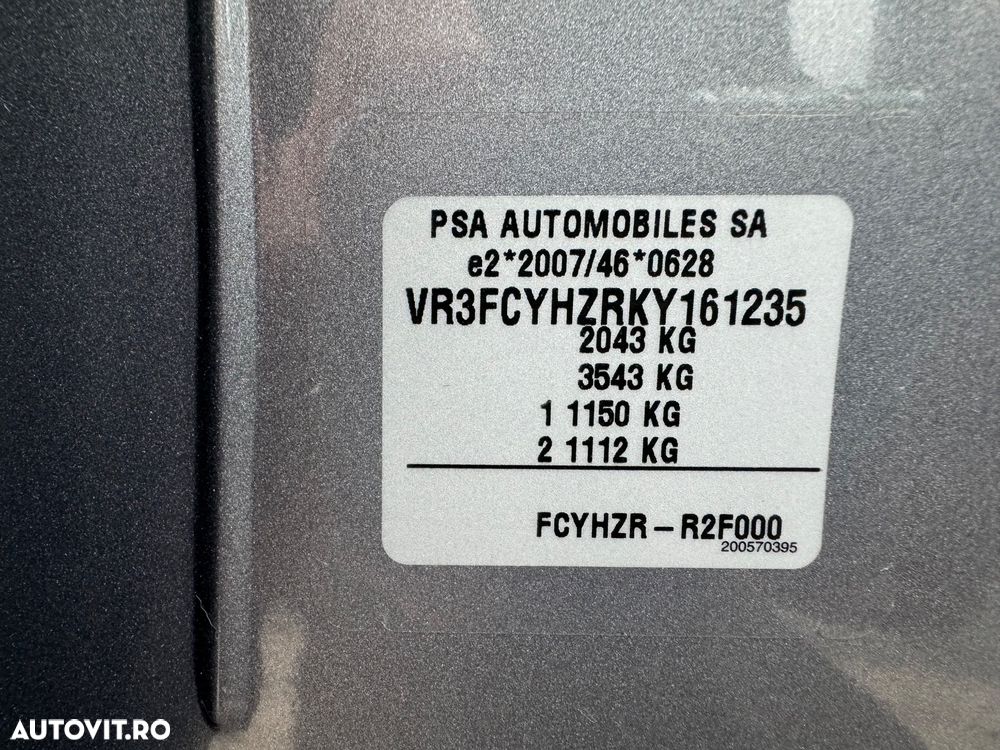 PSA AUTOMOBILES SA
e2*2007/46*0628
VR3FCYHZRKY161235
2043 KG
3543 KG
1 1150 KG
2 1112 KG
FCYHZR – R2F000
200570395
AUTOVIT.RO